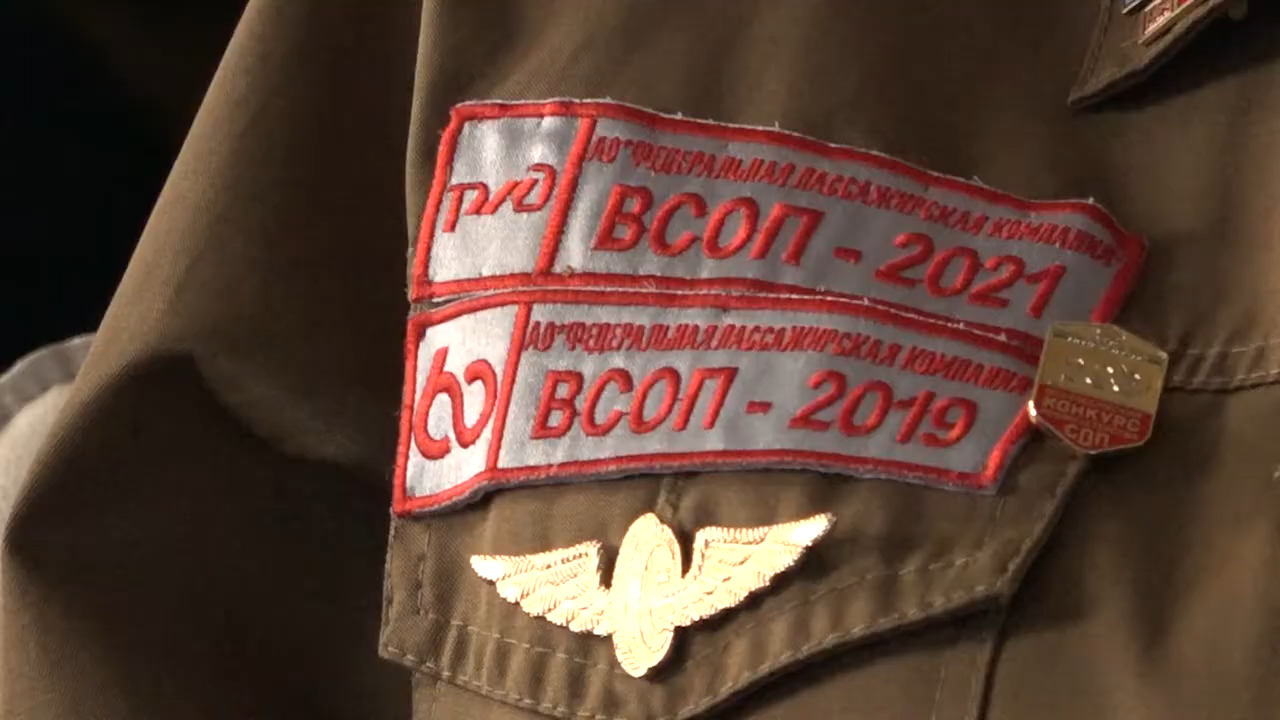 ржд
АО "ФЕДЕРАЛЬНАЯ ПАССАЖИРСКАЯ КОМПАНИЯ"
ВСОП - 2021
АО "ФЕДЕРАЛЬНАЯ ПАССАЖИРСКАЯ КОМПАНИЯ"
ВСОП - 2019
КОНКУРС
СОП